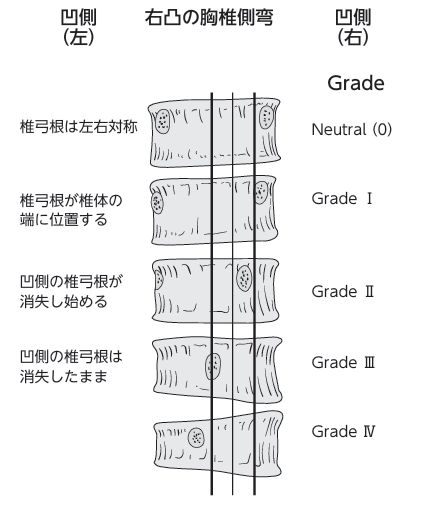 凹側
（左）
右凸の胸椎側弯
凹側
（右）
Grade
椎弓根は左右対称
Neutral (0)
椎弓根が椎体の
端に位置する
Grade Ⅰ
凹側の椎弓根が
消失し始める
Grade Ⅱ
凹側の椎弓根は
消失したまま
Grade Ⅲ
Grade Ⅳ